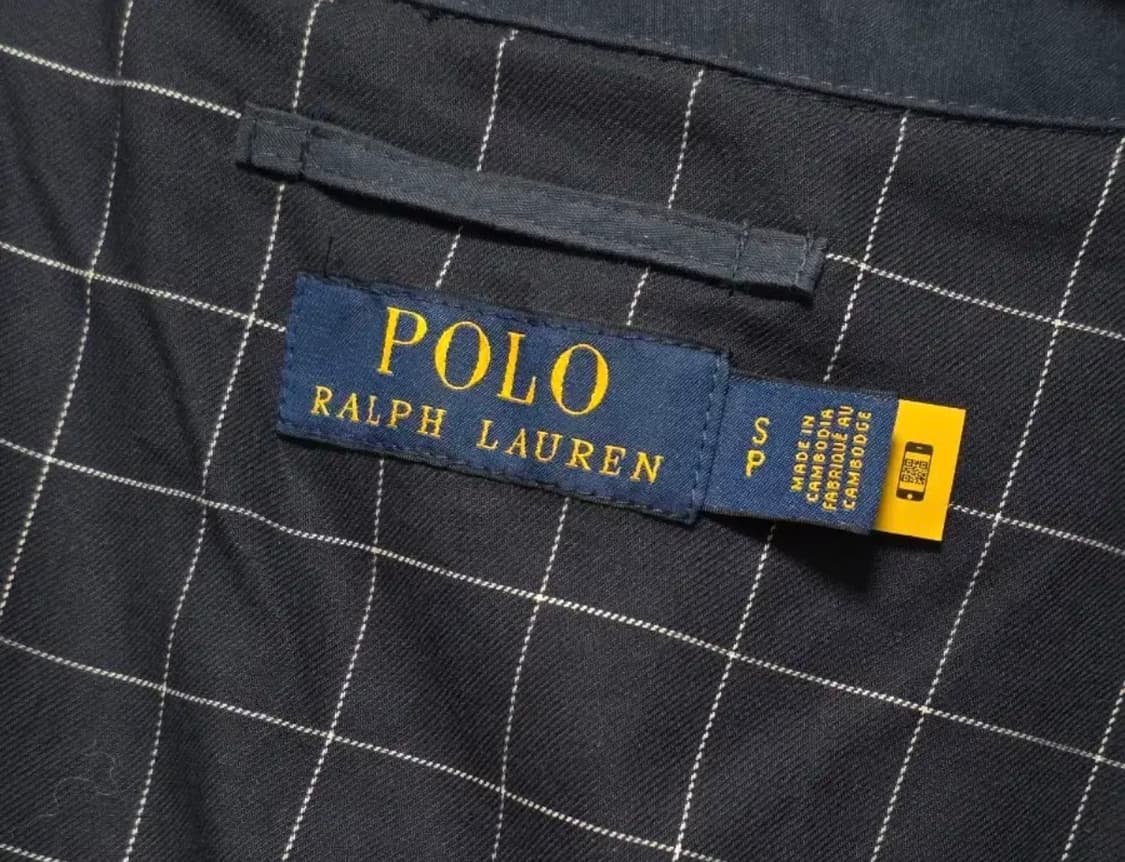 POLO
RALPH LAUREN
S
P
MADE IN
CAMBODIA
FABRIQUÉ AU
CAMBODGE